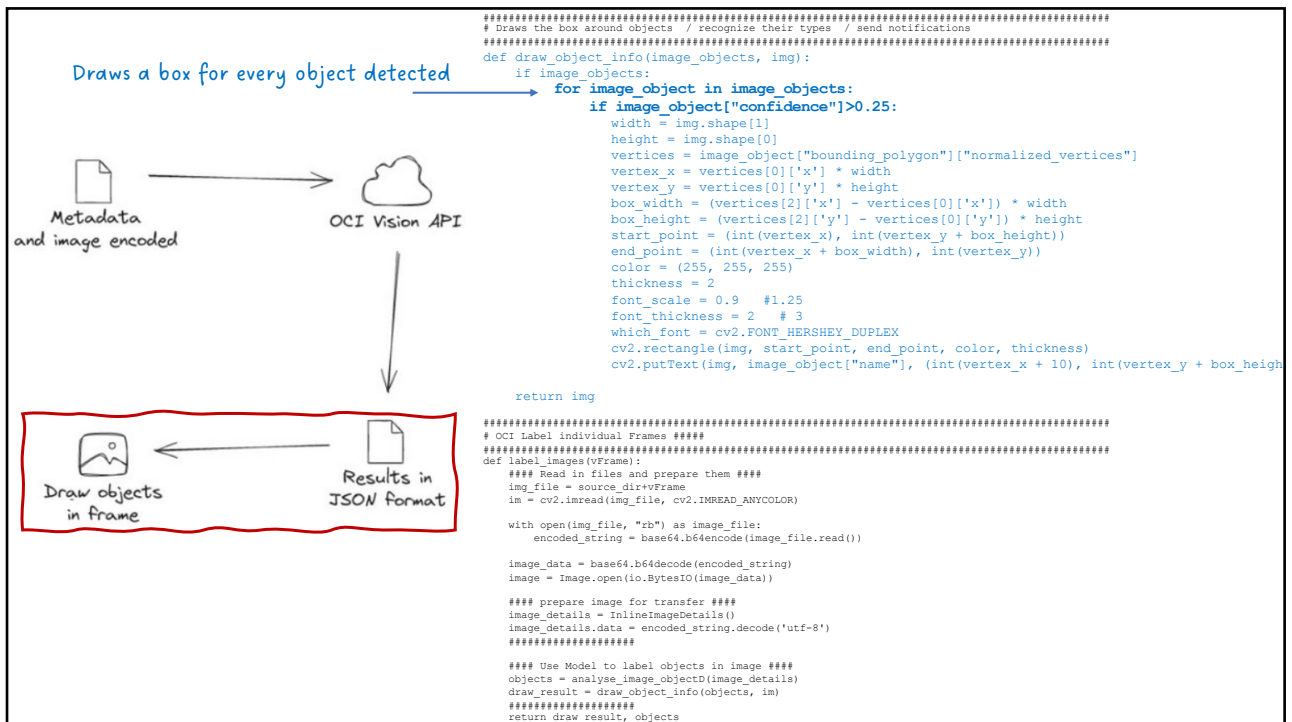 Draws a box for every object detected
Metadata
and image encoded
OCI Vision API
Results in
JSON format
Draw objects
in frame
####################################################################################################
# Draws the box around objects  / recognize their types  / send notifications
####################################################################################################
def draw_object_info(image_objects, img):
    if image_objects:
        for image_object in image_objects:
            if image_object["confidence"]>0.25:
                width = img.shape[1]
                height = img.shape[0]
                vertices = image_object["bounding_polygon"]["normalized_vertices"]
                vertex_x = vertices[0]['x'] * width
                vertex_y = vertices[0]['y'] * height
                box_width = (vertices[2]['x'] - vertices[0]['x']) * width
                box_height = (vertices[2]['y'] - vertices[0]['y']) * height
                start_point = (int(vertex_x), int(vertex_y + box_height))
                end_point = (int(vertex_x + box_width), int(vertex_y))
                color = (255, 255, 255)
                thickness = 2
                font_scale = 0.9   #1.25
                font_thickness = 2   # 3
                which_font = cv2.FONT_HERSHEY_DUPLEX
                cv2.rectangle(img, start_point, end_point, color, thickness)
                cv2.putText(img, image_object["name"], (int(vertex_x + 10), int(vertex_y + box_heigh
    return img
####################################################################################################
# OCI Label individual Frames #####
####################################################################################################
def label_images(vFrame):
    #### Read in files and prepare them ####
    img_file = source_dir+vFrame
    im = cv2.imread(img_file, cv2.IMREAD_ANYCOLOR)
    with open(img_file, "rb") as image_file:
        encoded_string = base64.b64encode(image_file.read())
    image_data = base64.b64decode(encoded_string)
    image = Image.open(io.BytesIO(image_data))
    #### prepare image for transfer ####
    image_details = InlineImageDetails()
    image_details.data = encoded_string.decode('utf-8')
    ####################
    #### Use Model to label objects in image ####
    objects = analyse_image_objectD(image_details)
    draw_result = draw_object_info(objects, im)
    ####################
    return draw_result, objects